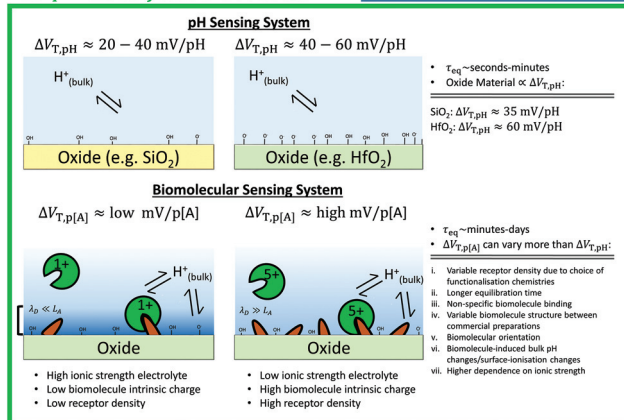 pH Sensing System
ΔV_T,pH ≈ 20 − 40 mV/pH
ΔV_T,pH ≈ 40 − 60 mV/pH
H⁺(bulk)
H⁺(bulk)
OH OH OH O⁻ O⁻
Oxide (e.g. SiO₂)
Oxide (e.g. HfO₂)
• τ_eq~seconds-minutes
• Oxide Material ∝ ΔV_T,pH:
SiO₂: ΔV_T,pH ≈ 35 mV/pH
HfO₂: ΔV_T,pH ≈ 60 mV/pH
Biomolecular Sensing System
ΔV_T,p[A] ≈ low mV/p[A]
ΔV_T,p[A] ≈ high mV/p[A]
1+
H⁺(bulk)
1+
λ_D ≪ L_A
5+
H⁺(bulk)
5+
λ_D ≫ L_A
Oxide
Oxide
• High ionic strength electrolyte
• Low biomolecule intrinsic charge
• Low receptor density
• Low ionic strength electrolyte
• High biomolecule intrinsic charge
• High receptor density
• τ_eq~minutes-days
• ΔV_T,p[A] can vary more than ΔV_T,pH:
i. Variable receptor density due to choice of
functionalisation chemistries
ii. Longer equilibration time
iii. Non-specific biomolecule binding
iv. Variable biomolecule structure between
commercial preparations
v. Biomolecular orientation
vi. Biomolecule-induced bulk pH
changes/surface-ionisation changes
vii. Higher dependence on ionic strength